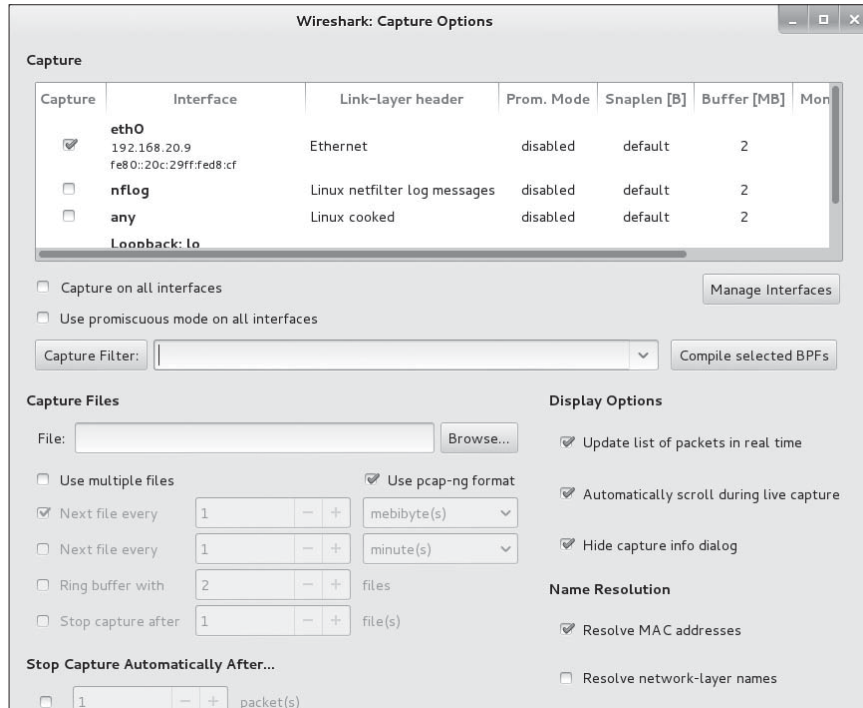 Wireshark: Capture Options
Capture
Capture Interface Link-layer header Prom. Mode Snaplen [B] Buffer [MB] Mon
eth0
192.168.20.9
fe80::20c:29ff:fed8:cf
Ethernet disabled default 2
nflog Linux netfilter log messages disabled default 2
any Linux cooked disabled default 2
Loopback: lo
Capture on all interfaces
Manage Interfaces
Use promiscuous mode on all interfaces
Capture Filter: Compile selected BPFs
Capture Files
File: Browse...
Use multiple files Use pcap-ng format
Next file every 1 - + mebibyte(s)
Next file every 1 - + minute(s)
Ring buffer with 2 - + files
Stop capture after 1 - + file(s)
Stop Capture Automatically After...
1 - + packet(s)
Display Options
Update list of packets in real time
Automatically scroll during live capture
Hide capture info dialog
Name Resolution
Resolve MAC addresses
Resolve network-layer names